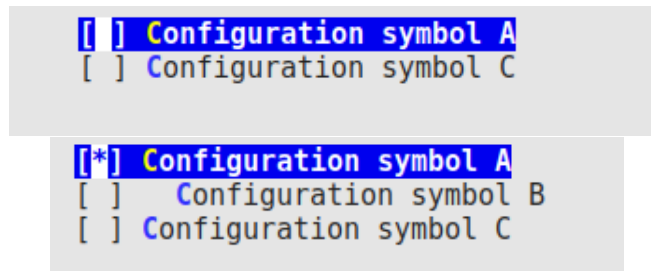 [ ] Configuration symbol A
[ ] Configuration symbol C
[*] Configuration symbol A
[ ]   Configuration symbol B
[ ] Configuration symbol C